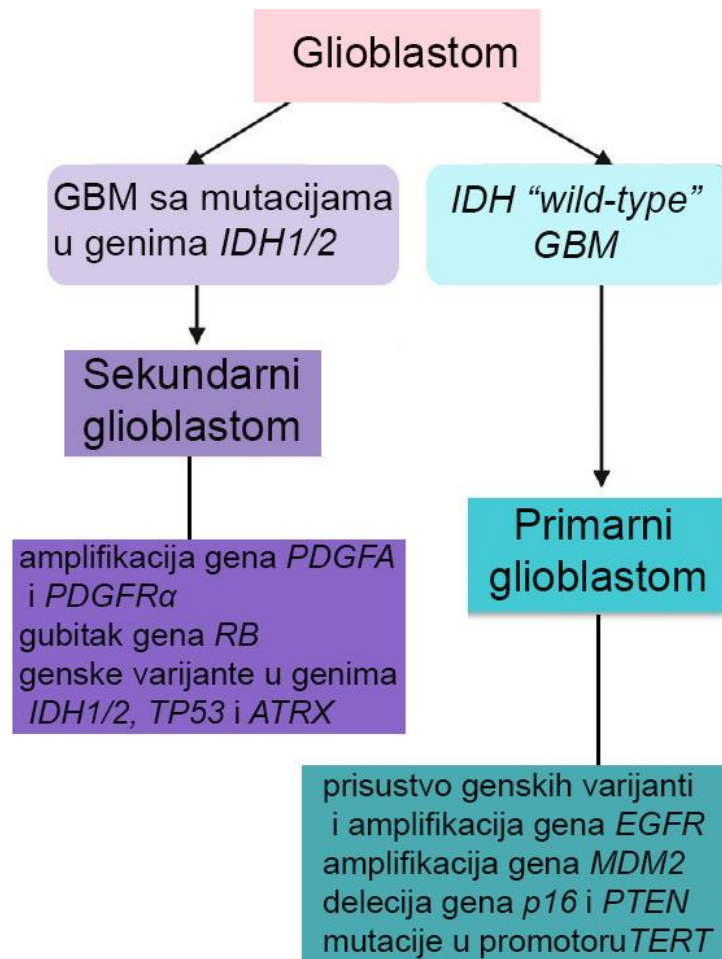 Glioblastom
GBM sa mutacijama
u genima IDH1/2
IDH “wild-type”
GBM
Sekundarni
glioblastom
Primarni
glioblastom
amplifikacija gena PDGFA
i PDGFRα
gubitak gena RB
genske varijante u genima
IDH1/2, TP53 i ATRX
prisustvo genskih varijanti
i amplifikacija gena EGFR
amplifikacija gena MDM2
delecija gena p16 i PTEN
mutacije u promotoru TERT